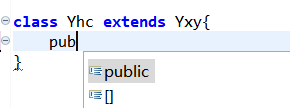 class Yhc extends Yxy{
pub
}
public
[]